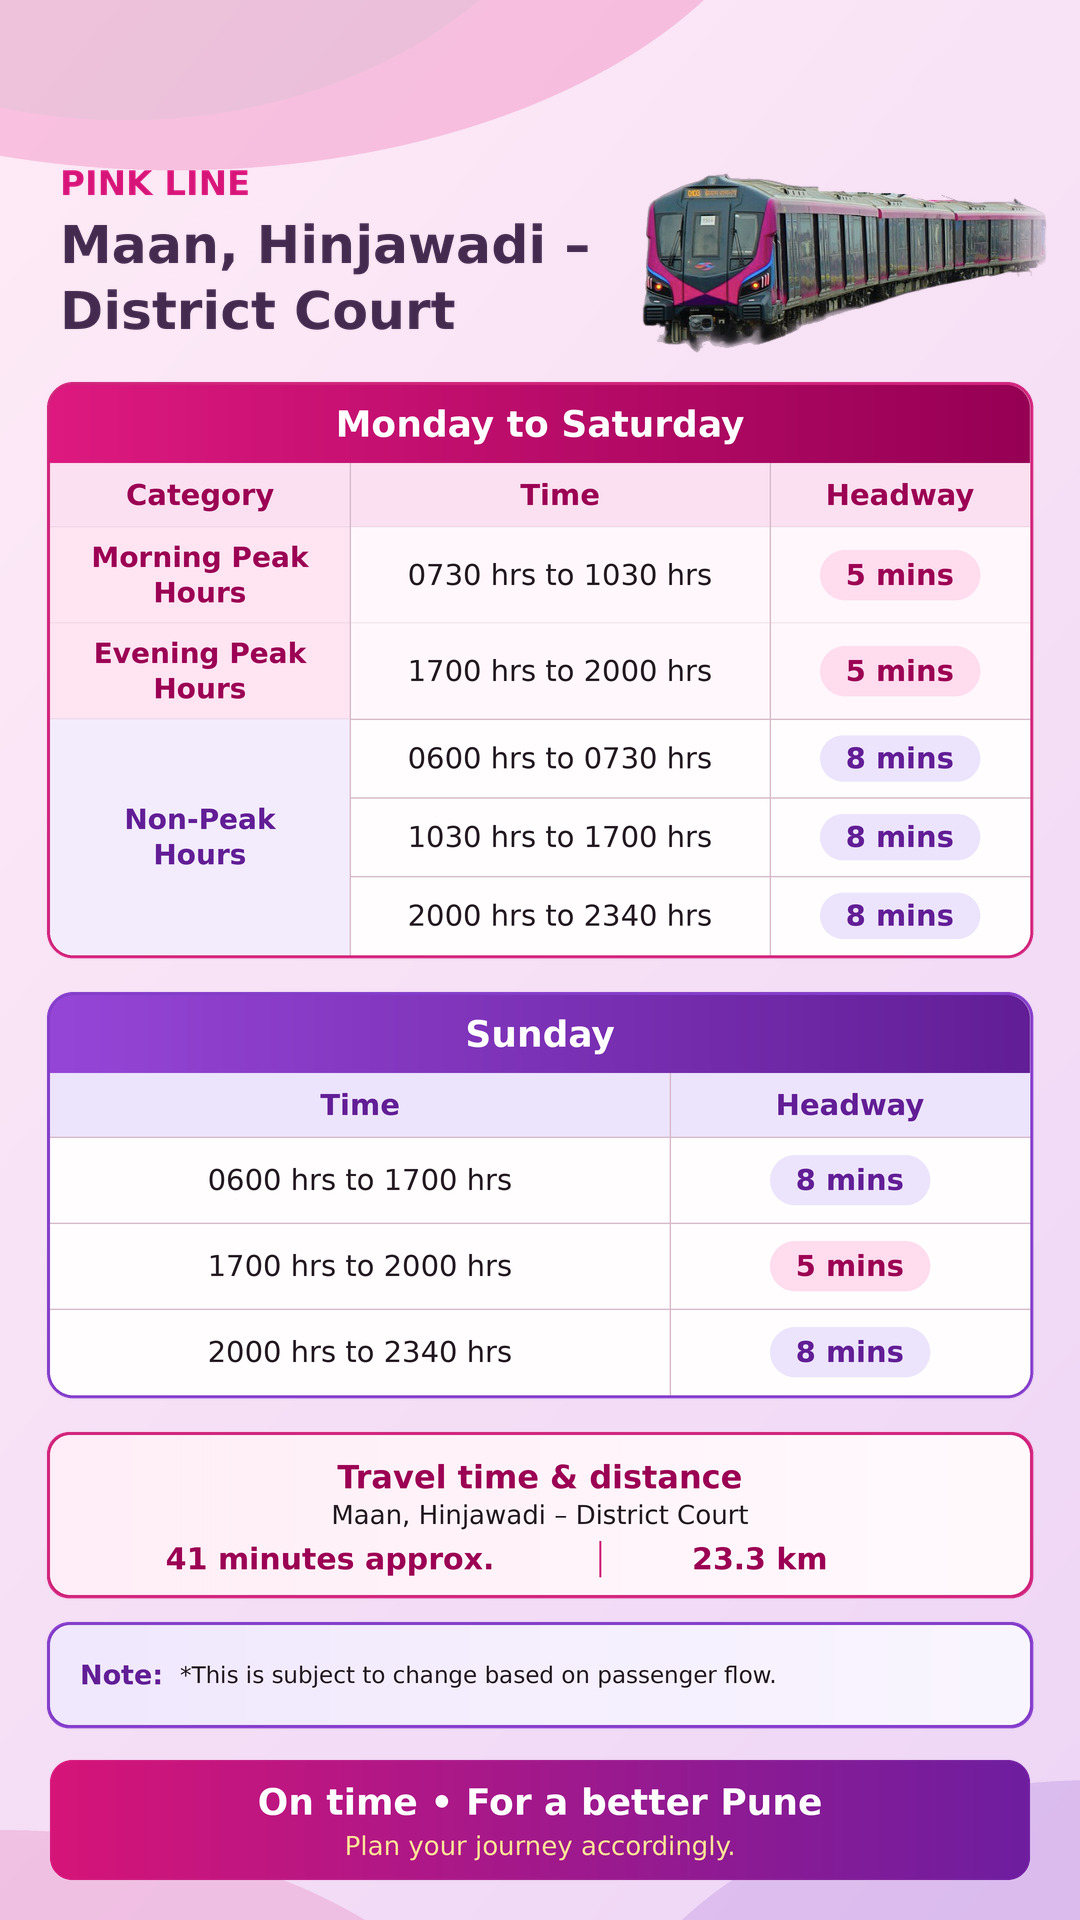 PINK LINE
Maan, Hinjawadi –
District Court
Monday to Saturday
Category Time Headway
Morning Peak
Hours
0730 hrs to 1030 hrs 5 mins
Evening Peak
Hours
1700 hrs to 2000 hrs 5 mins
Non-Peak
Hours
0600 hrs to 0730 hrs 8 mins
1030 hrs to 1700 hrs 8 mins
2000 hrs to 2340 hrs 8 mins
Sunday
Time Headway
0600 hrs to 1700 hrs 8 mins
1700 hrs to 2000 hrs 5 mins
2000 hrs to 2340 hrs 8 mins
Travel time & distance
Maan, Hinjawadi – District Court
41 minutes approx. | 23.3 km
Note: *This is subject to change based on passenger flow.
On time • For a better Pune
Plan your journey accordingly.